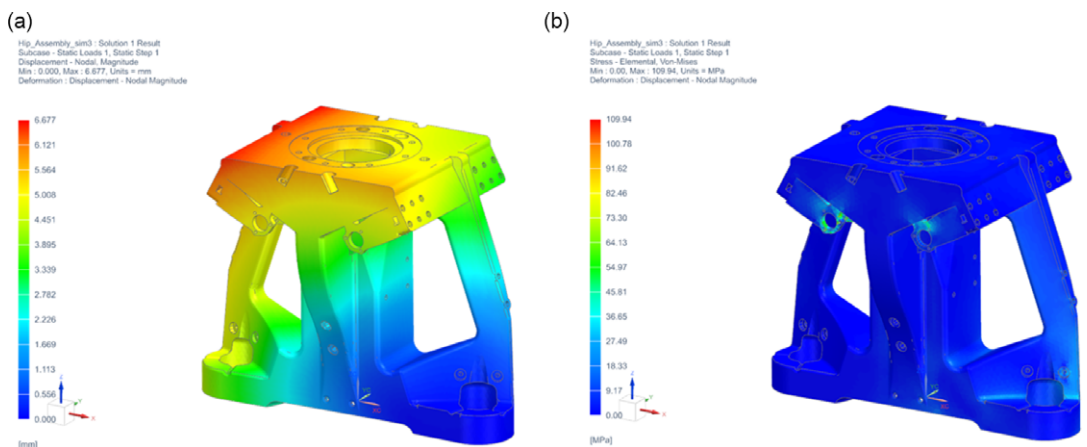 (a)
Hip_Assembly_sim3 : Solution 1 Result
Subcase - Static Loads 1, Static Step 1
Displacement - Nodal, Magnitude
Min : 0.000, Max : 6.677, Units = mm
Deformation : Displacement - Nodal Magnitude
6.677
6.121
5.564
5.008
4.451
3.895
3.339
2.782
2.226
1.669
1.113
0.556
0.000
[mm]
Z
Y
X
(b)
Hip_Assembly_sim3 : Solution 1 Result
Subcase - Static Loads 1, Static Step 1
Stress - Elemental, Von-Mises
Min : 0.00, Max : 109.94, Units = MPa
Deformation : Displacement - Nodal Magnitude
109.94
100.78
91.62
82.46
73.30
64.13
54.97
45.81
36.65
27.49
18.33
9.17
0.00
[MPa]
Z
Y
X